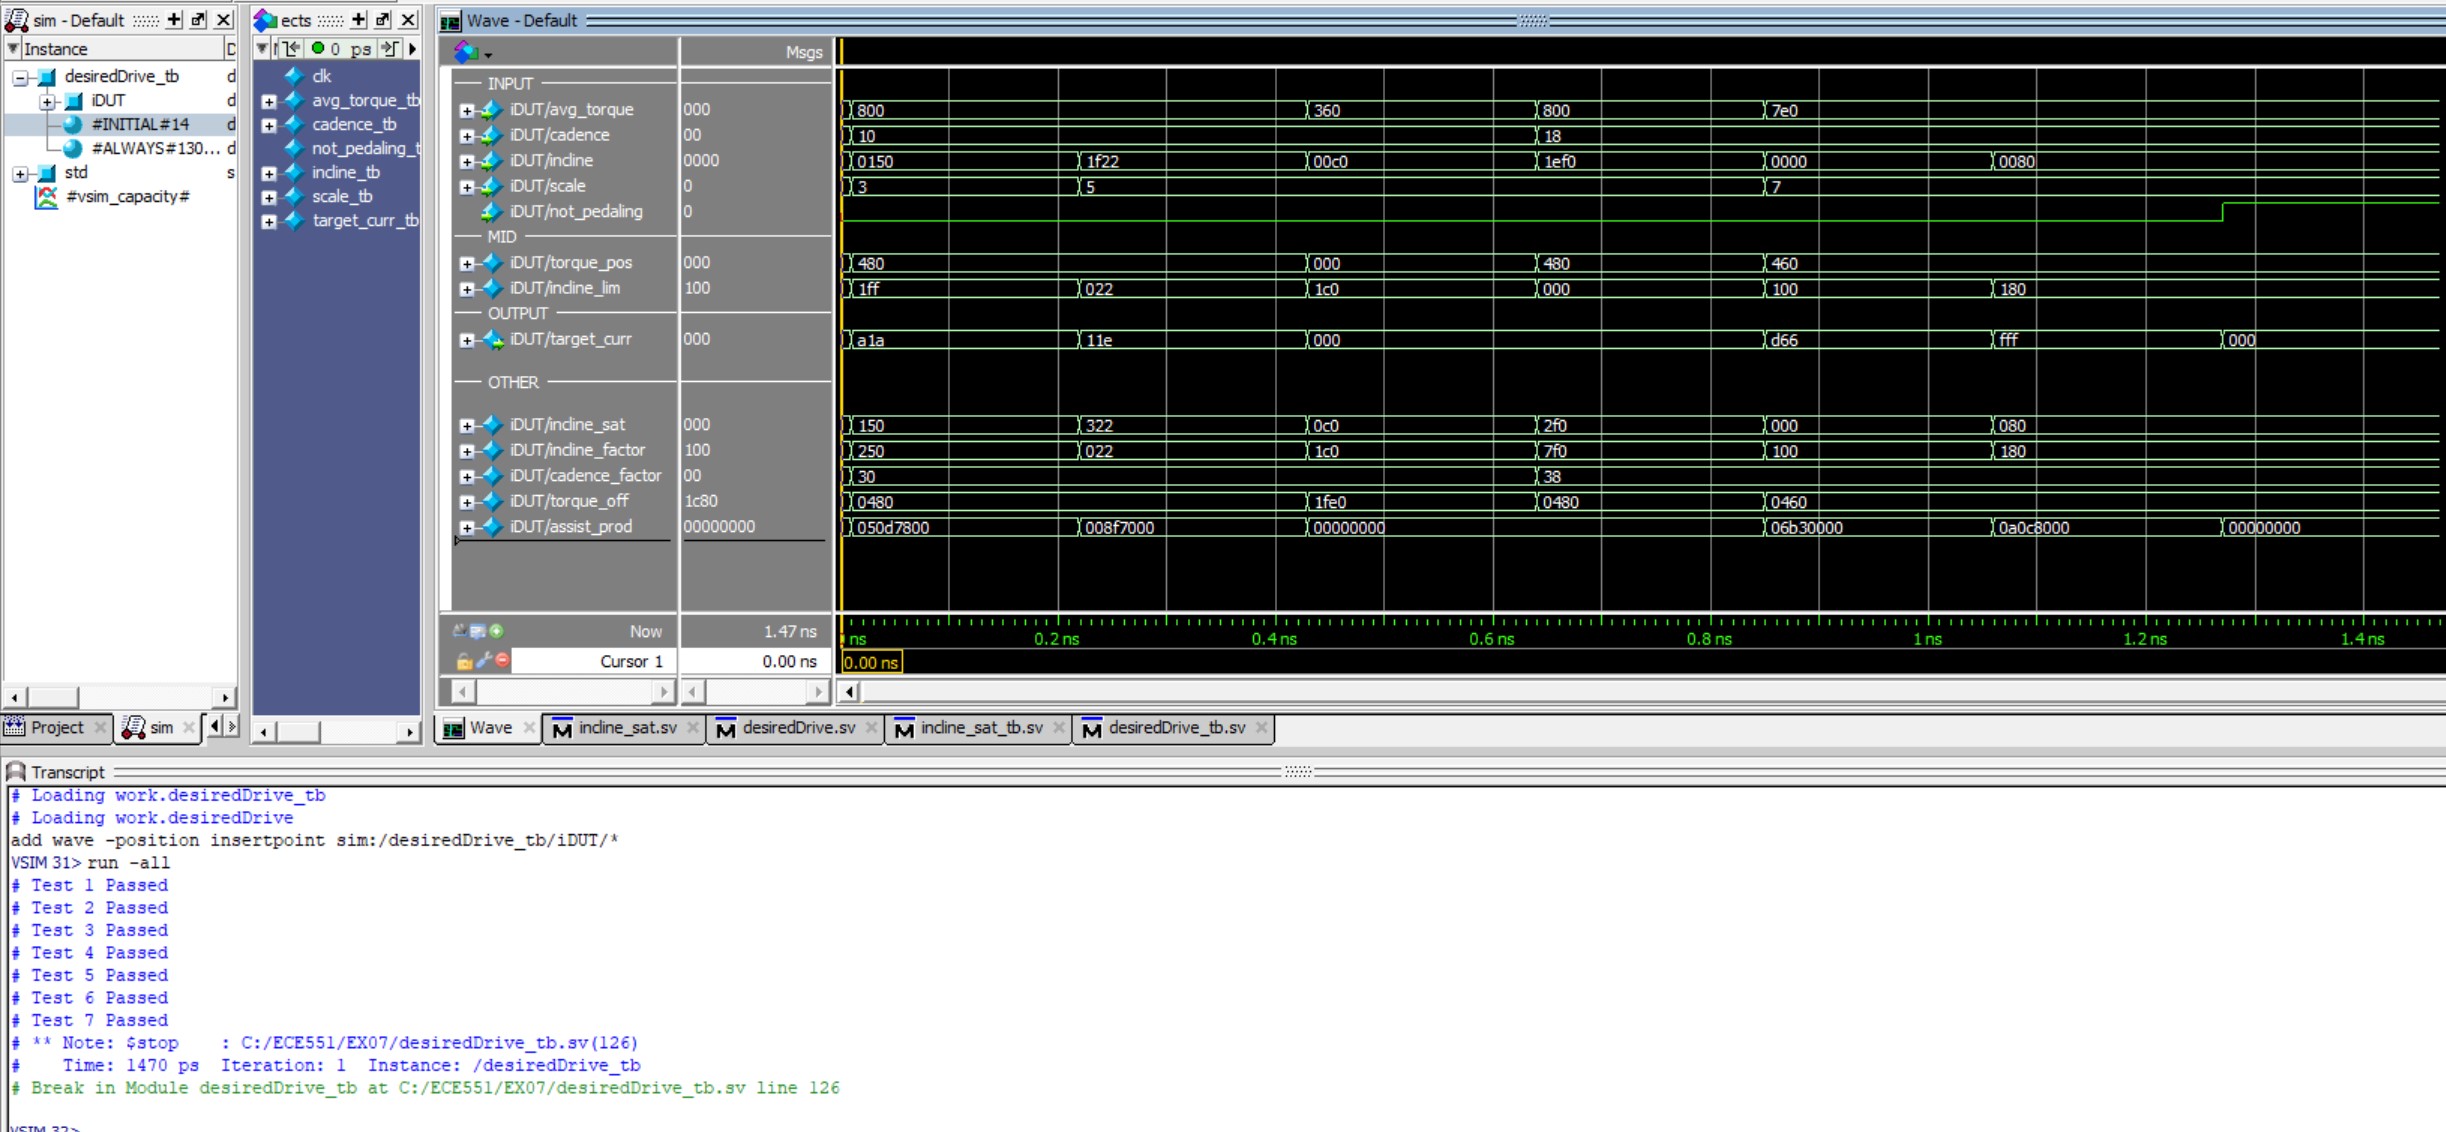 sim - Default
Instance
D
desiredDrive_tb d
iDUT d
#INITIAL#14 d
#ALWAYS#130... d
std s
#vsim_capacity#
Project
sim
ects
0 ps
clk
avg_torque_tb
cadence_tb
not_pedaling_t
incline_tb
scale_tb
target_curr_tb
Wave - Default
Msgs
INPUT
iDUT/avg_torque 000 800 360 800 7e0
iDUT/cadence 00 10 18
iDUT/incline 0000 0150 1f22 00c0 1ef0 0000 0080
iDUT/scale 0 3 5 7
iDUT/not_pedaling 0
MID
iDUT/torque_pos 000 480 000 480 460
iDUT/incline_lim 100 1ff 022 1c0 000 100 180
OUTPUT
iDUT/target_curr 000 a1a 11e 000 d66 fff 000
OTHER
iDUT/incline_sat 000 150 322 0c0 2f0 000 080
iDUT/incline_factor 100 250 022 1c0 7f0 100 180
iDUT/cadence_factor 00 30 38
iDUT/torque_off 1c80 0480 1fe0 0480 0460
iDUT/assist_prod 00000000 050d7800 008f7000 00000000 06b30000 0a0c8000 00000000
Now 1.47 ns ns 0.2 ns 0.4 ns 0.6 ns 0.8 ns 1 ns 1.2 ns 1.4 ns
Cursor 1 0.00 ns 0.00 ns
Wave incline_sat.sv desiredDrive.sv incline_sat_tb.sv desiredDrive_tb.sv
Transcript
# Loading work.desiredDrive_tb
# Loading work.desiredDrive
add wave -position insertpoint sim:/desiredDrive_tb/iDUT/*
VSIM 31> run -all
# Test 1 Passed
# Test 2 Passed
# Test 3 Passed
# Test 4 Passed
# Test 5 Passed
# Test 6 Passed
# Test 7 Passed
# ** Note: $stop : C:/ECE551/EX07/desiredDrive_tb.sv(126)
# Time: 1470 ps Iteration: 1 Instance: /desiredDrive_tb
# Break in Module desiredDrive_tb at C:/ECE551/EX07/desiredDrive_tb.sv line 126
VSIM 32>